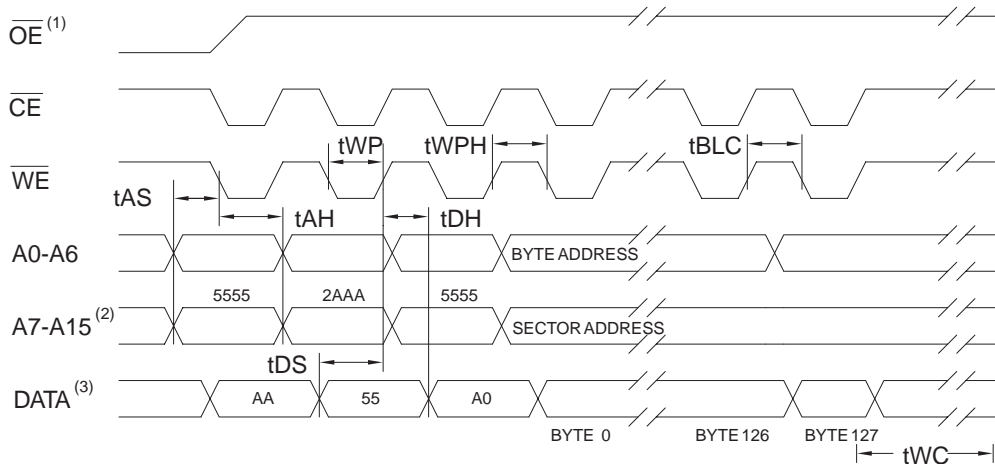 OE (1)
CE
tWP tWPH tBLC
WE
tAS
tAH tDH
A0-A6 BYTE ADDRESS
5555 2AAA 5555
A7-A15 (2) SECTOR ADDRESS
tDS
DATA (3) AA 55 A0
BYTE 0 BYTE 126 BYTE 127
tWC